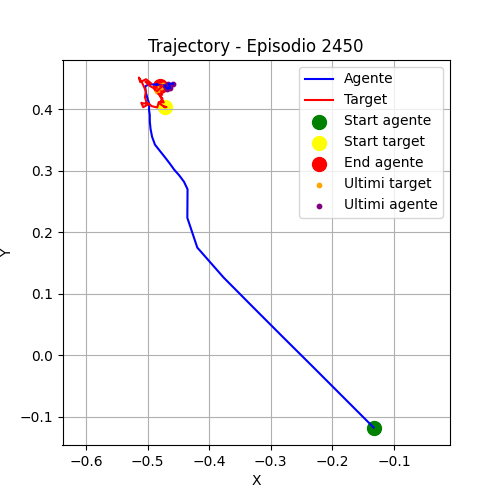 Trajectory - Episodio 2450
Agente
Target
Start agente
Start target
End agente
Ultimi target
Ultimi agente
Y
0.4
0.3
0.2
0.1
0.0
−0.1
−0.6 −0.5 −0.4 −0.3 −0.2 −0.1
X